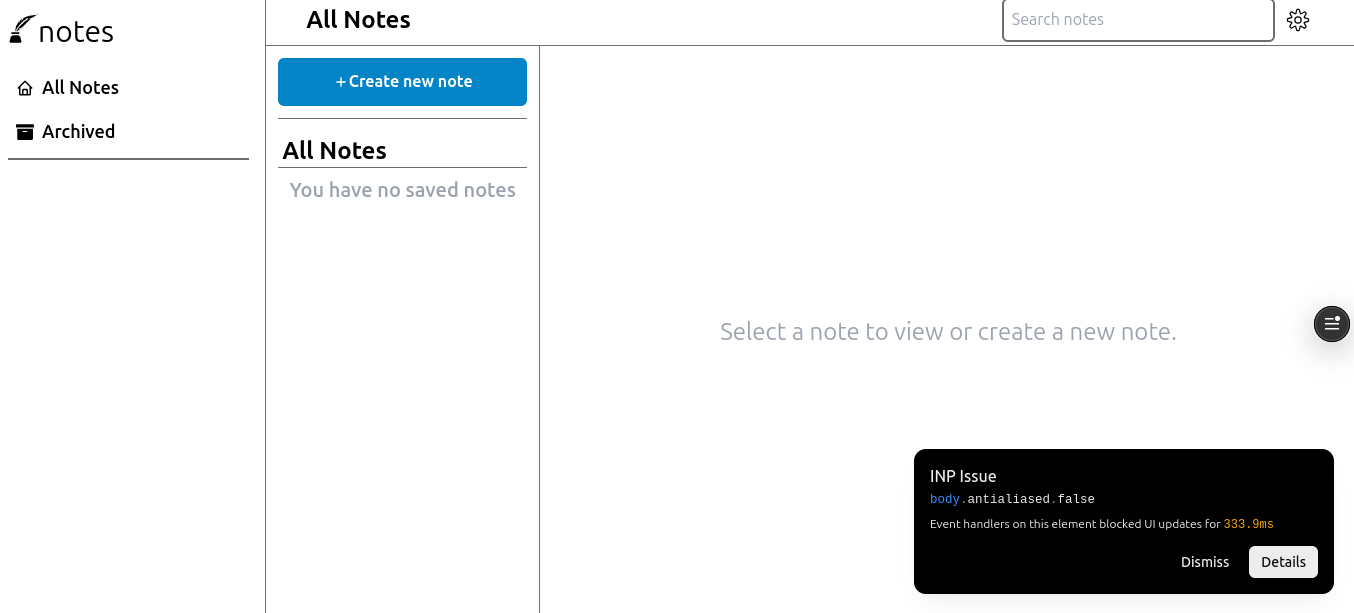 notes
All Notes
Archived
All Notes
Search notes
+ Create new note
All Notes
You have no saved notes
Select a note to view or create a new note.
INP Issue
body.antialiased.false
Event handlers on this element blocked UI updates for 333.9ms
Dismiss
Details